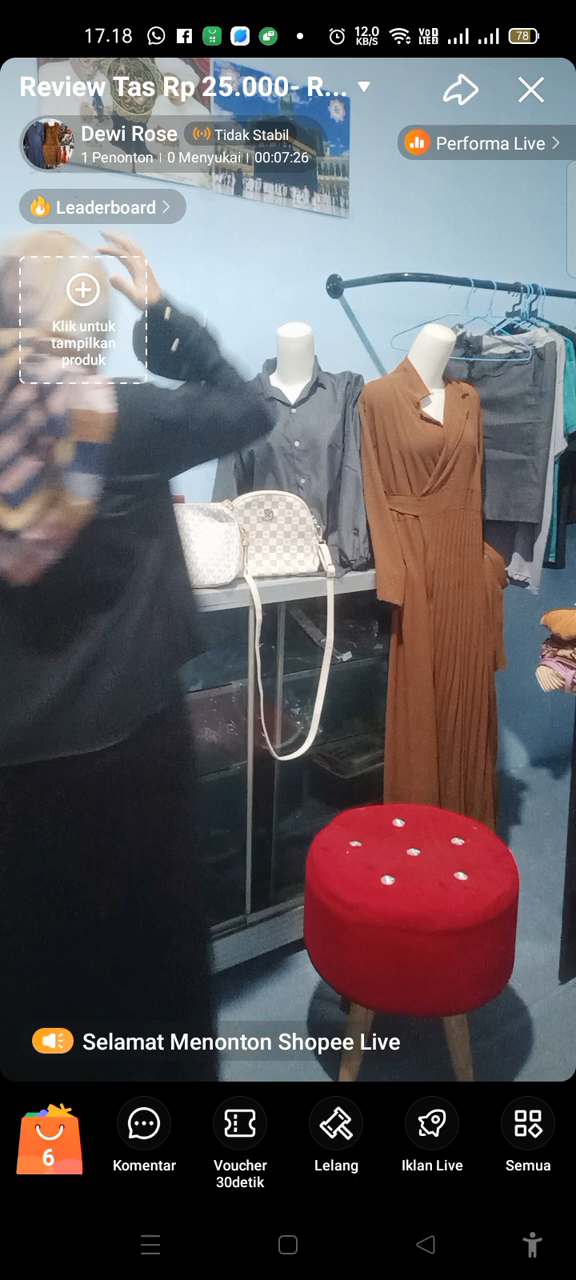 17.18
12.0
KB/S
VoD
LTE2
78
Review Tas Rp 25.000- R...
Dewi Rose
Tidak Stabil
1 Penonton | 0 Menyukai | 00:07:26
Performa Live
Leaderboard
Klik untuk
tampilkan
produk
Selamat Menonton Shopee Live
6
Komentar
Voucher
30detik
Lelang
Iklan Live
Semua